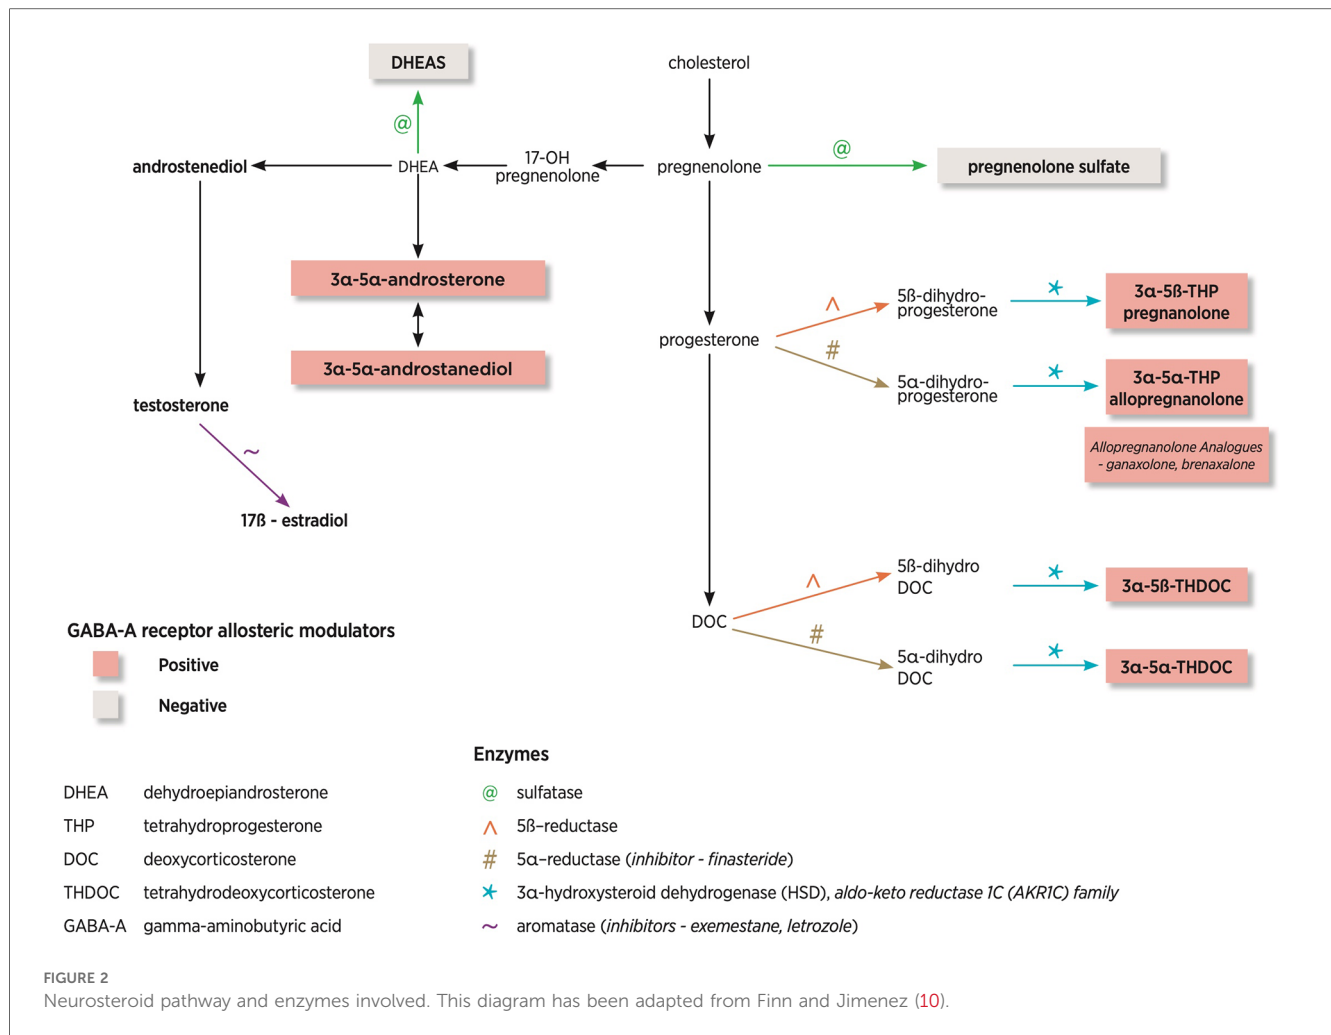 DHEAS
cholesterol
@
@
androstenediol
DHEA
17-OH
pregnenolone
pregnenolone
pregnenolone sulfate
3α-5α-androsterone
5ß-dihydro-
progesterone
3α-5ß-THP
pregnanolone
^
*
progesterone
#
3α-5α-androstanediol
5α-dihydro-
progesterone
*
3α-5α-THP
allopregnanolone
testosterone
Allopregnanolone Analogues
- ganaxolone, brenaxalone
~
17ß - estradiol
^
5ß-dihydro
DOC
*
3α-5ß-THDOC
DOC
#
5α-dihydro
DOC
*
3α-5α-THDOC
GABA-A receptor allosteric modulators
Positive
Negative
Enzymes
DHEA dehydroepiandrosterone
THP tetrahydroprogesterone
DOC deoxycorticosterone
THDOC tetrahydrodeoxycorticosterone
GABA-A gamma-aminobutyric acid
@ sulfatase
^ 5ß–reductase
# 5α–reductase (inhibitor - finasteride)
* 3α-hydroxysteroid dehydrogenase (HSD), aldo-keto reductase 1C (AKR1C) family
~ aromatase (inhibitors - exemestane, letrozole)
FIGURE 2
Neurosteroid pathway and enzymes involved. This diagram has been adapted from Finn and Jimenez (10).